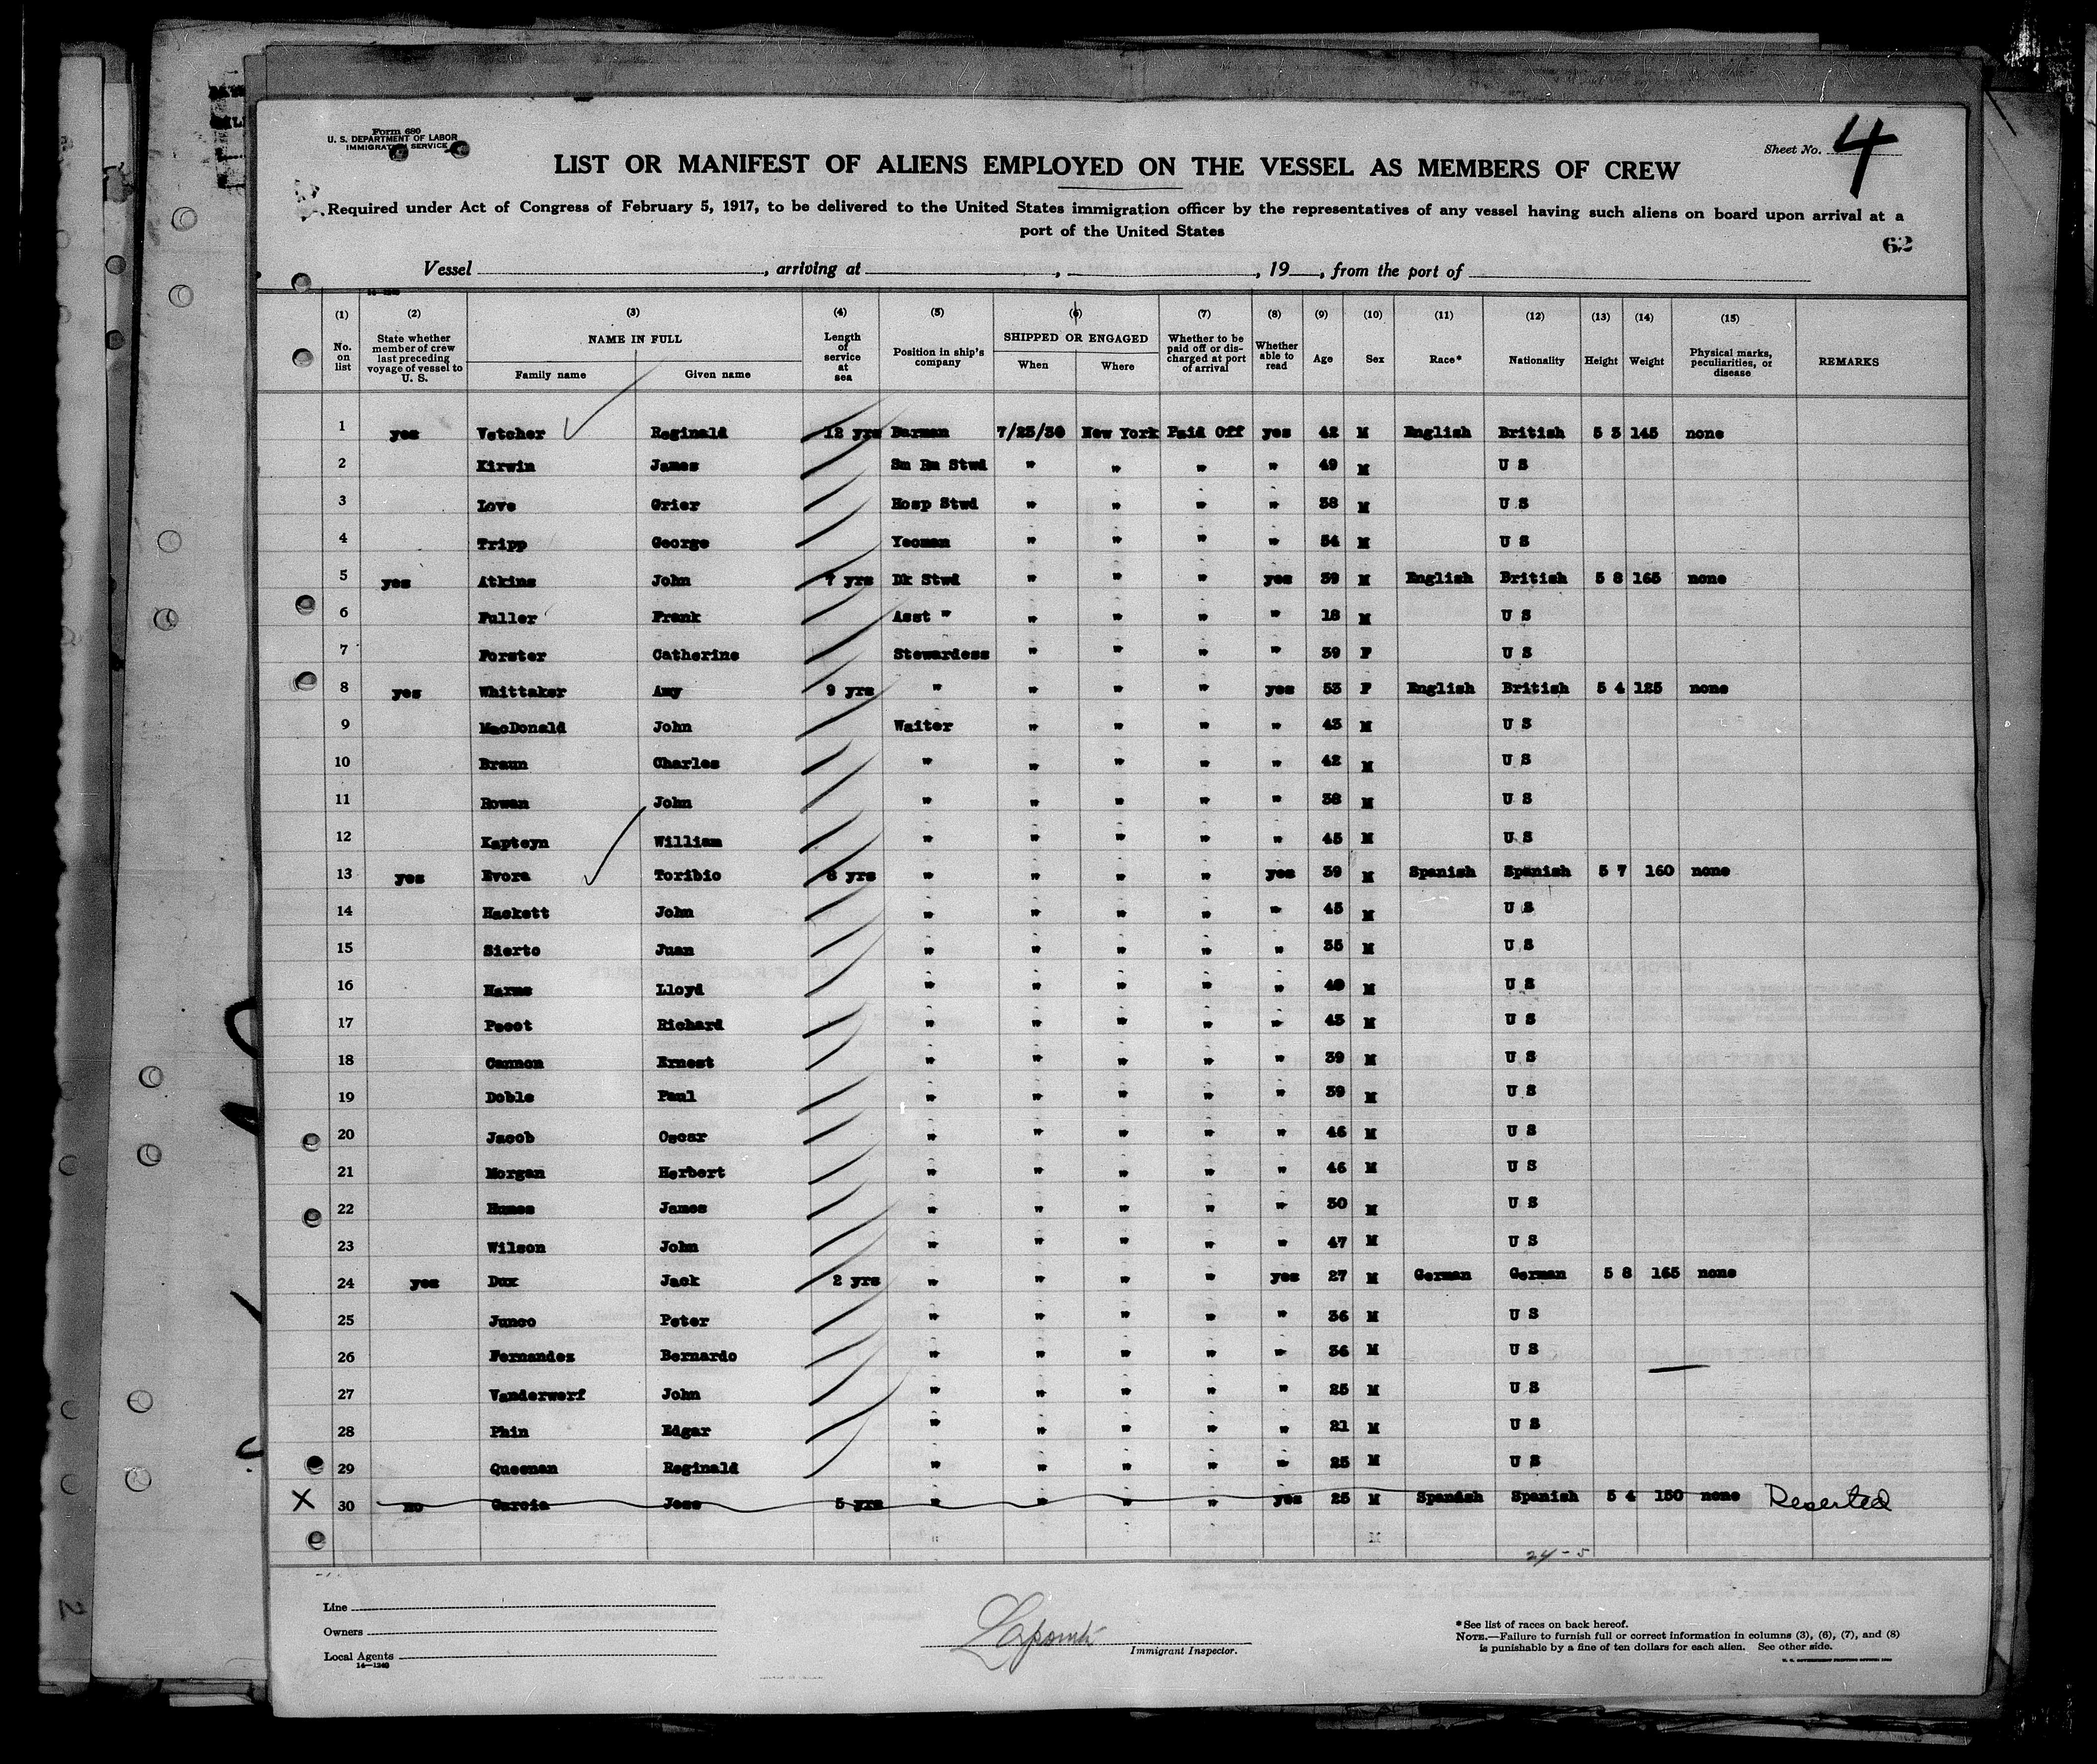 Form 680
U. S. DEPARTMENT OF LABOR
IMMIGRATION SERVICE
Sheet No. 4
LIST OR MANIFEST OF ALIENS EMPLOYED ON THE VESSEL AS MEMBERS OF CREW
Required under Act of Congress of February 5, 1917, to be delivered to the United States immigration officer by the representatives of any vessel having such aliens on board upon arrival at a
port of the United States
62
Vessel , arriving at , , 19 , from the port of
(1) (2) (3) (4) (5) (6) (7) (8) (9) (10) (11) (12) (13) (14) (15)
No. on list State whether member of crew last preceding voyage of vessel to U. S. NAME IN FULL Family name Given name Length of service at sea Position in ship's company SHIPPED OR ENGAGED When Where Whether to be paid off or discharged at port of arrival Whether able to read Age Sex Race* Nationality Height Weight Physical marks, peculiarities, or disease REMARKS
1 yes Vetcher Reginald 12 yrs Barman 7/23/30 New York Paid Off yes 42 M English British 5 3 145 none
2 Kirwin James Sm Rm Stwd " " " " 49 M U S
3 Love Grier Hosp Stwd " " " " 38 M U S
4 Tripp George Yeoman " " " " 54 M U S
5 yes Atkins John 7 yrs Dk Stwd " " " yes 39 M English British 5 8 165 none
6 Fuller Frank Asst " " " " " 18 M U S
7 Forster Catherine Stewardess " " " " 39 F U S
8 yes Whittaker Amy 9 yrs " " " " yes 53 F English British 5 4 125 none
9 MacDonald John Waiter " " " " 43 M U S
10 Braun Charles " " " " " 42 M U S
11 Rowan John " " " " " 38 M U S
12 Kapteyn William " " " " " 45 M U S
13 yes Evora Toribio 8 yrs " " " " yes 39 M Spanish Spanish 5 7 160 none
14 Hackett John " " " " " 45 M U S
15 Sierto Juan " " " " " 35 M U S
16 Harms Lloyd " " " " " 40 M U S
17 Pecot Richard " " " " " 43 M U S
18 Cannon Ernest " " " " " 39 M U S
19 Doble Paul " " " " " 39 M U S
20 Jacob Oscar " " " " " 46 M U S
21 Morgan Herbert " " " " " 46 M U S
22 Humes James " " " " " 30 M U S
23 Wilson John " " " " " 47 M U S
24 yes Dux Jack 2 yrs " " " " yes 27 M German German 5 8 165 none
25 Junco Peter " " " " " 36 M U S
26 Fernandez Bernardo " " " " " 36 M U S
27 Vanderwerf John " " " " " 25 M U S
28 Phin Edgar " " " " " 21 M U S
29 Queenan Reginald " " " " " 25 M U S
X 30 no Garcia Jose 5 yrs " " " " yes 25 M Spanish Spanish 5 4 150 none Deserted
24-5
Line
Owners
Local Agents
14-1240
Immigrant Inspector.
*See list of races on back hereof.
NOTE.—Failure to furnish full or correct information in columns (3), (6), (7), and (8)
is punishable by a fine of ten dollars for each alien. See other side.